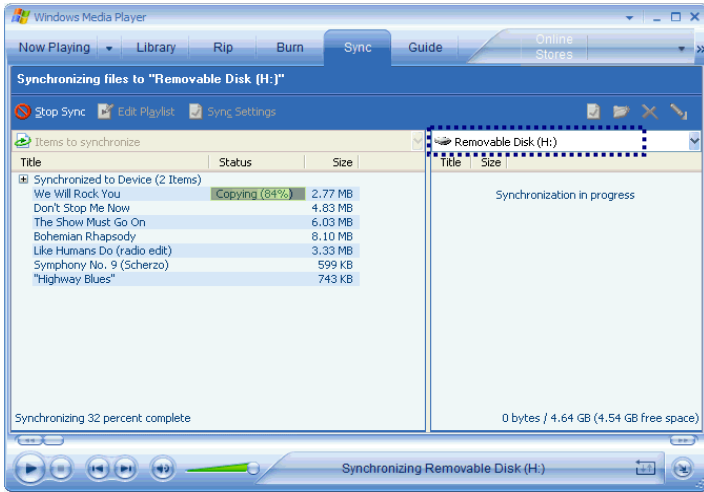 Windows Media Player
Now Playing Library Rip Burn Sync Guide Online Stores
Synchronizing files to "Removable Disk (H:)"
Stop Sync Edit Playlist Sync Settings
Items to synchronize Removable Disk (H:)
Title Status Size Title Size
Synchronized to Device (2 Items)
We Will Rock You Copying (84%) 2.77 MB Synchronization in progress
Don't Stop Me Now 4.83 MB
The Show Must Go On 6.03 MB
Bohemian Rhapsody 8.10 MB
Like Humans Do (radio edit) 3.33 MB
Symphony No. 9 (Scherzo) 599 KB
"Highway Blues" 743 KB
Synchronizing 32 percent complete 0 bytes / 4.64 GB (4.54 GB free space)
Synchronizing Removable Disk (H:)